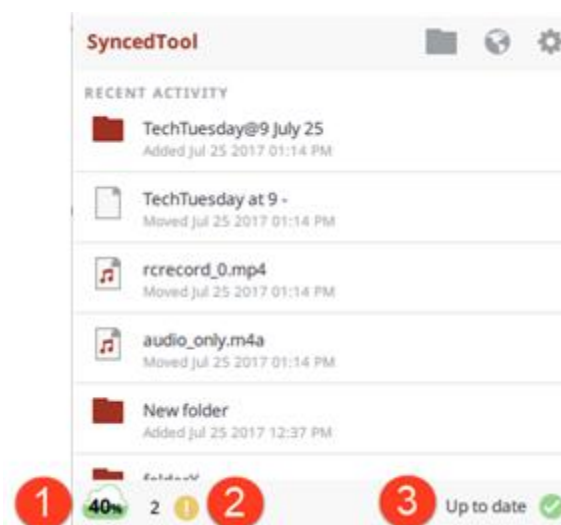 SyncedTool
RECENT ACTIVITY
TechTuesday@9 July 25
Added Jul 25 2017 01:14 PM
TechTuesday at 9 -
Moved Jul 25 2017 01:14 PM
rcrecord_0.mp4
Moved Jul 25 2017 01:14 PM
audio_only.m4a
Moved Jul 25 2017 01:14 PM
New folder
Added Jul 25 2017 12:37 PM
1 40% 2 ! 2 3 Up to date